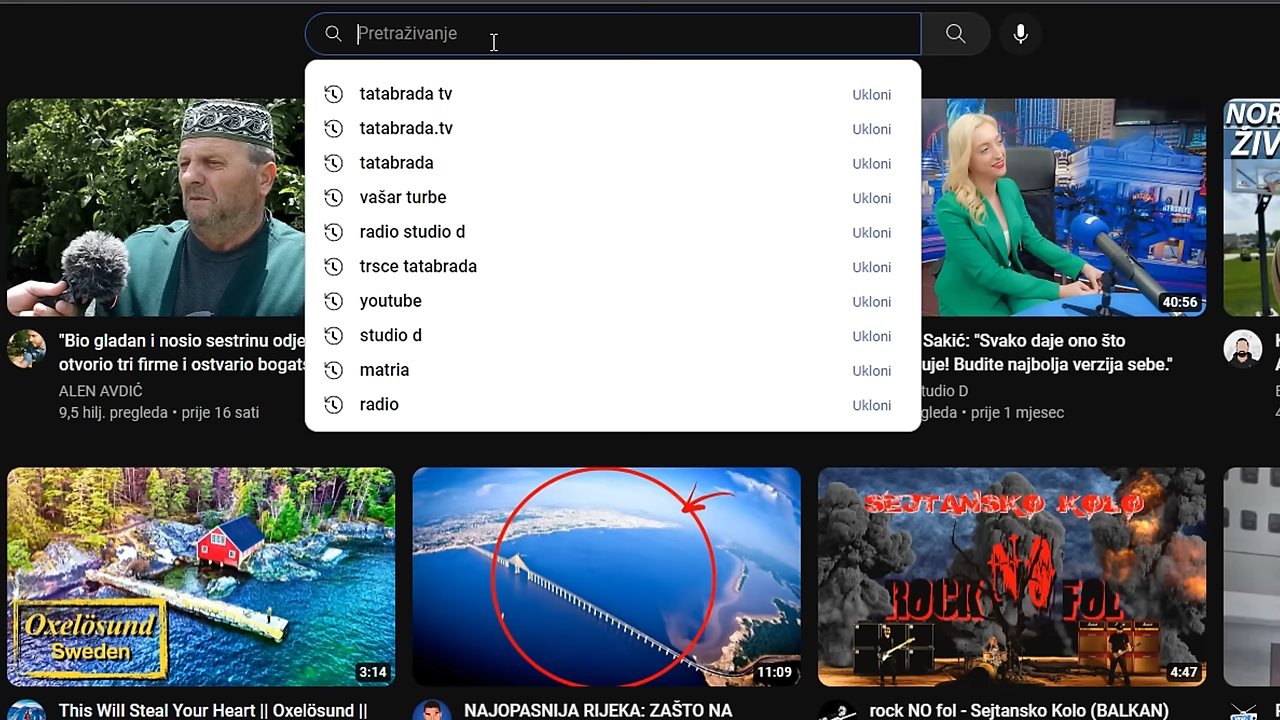 Pretraživanje
tatabrada tv
Ukloni
tatabrada.tv
Ukloni
tatabrada
Ukloni
vašar turbe
Ukloni
radio studio d
Ukloni
trsce tatabrada
Ukloni
youtube
Ukloni
studio d
Ukloni
matria
Ukloni
radio
Ukloni
NOR
ŽIV
40:56
"Bio gladan i nosio sestrinu odje
otvorio tri firme i ostvario bogat
ALEN AVDIĆ
9,5 hilj. pregleda • prije 16 sati
Sakić: "Svako daje ono što
uje! Budite najbolja verzija sebe."
tudio D
gleda • prije 1 mjesec
Oxelösund
Sweden
3:14
11:09
SEJTANSKO KOLO
NO
ROCK FOL
4:47
This Will Steal Your Heart || Oxelösund ||
NAJOPASNIJA RIJEKA: ZAŠTO NA
rock NO fol - Sejtansko Kolo (BALKAN)